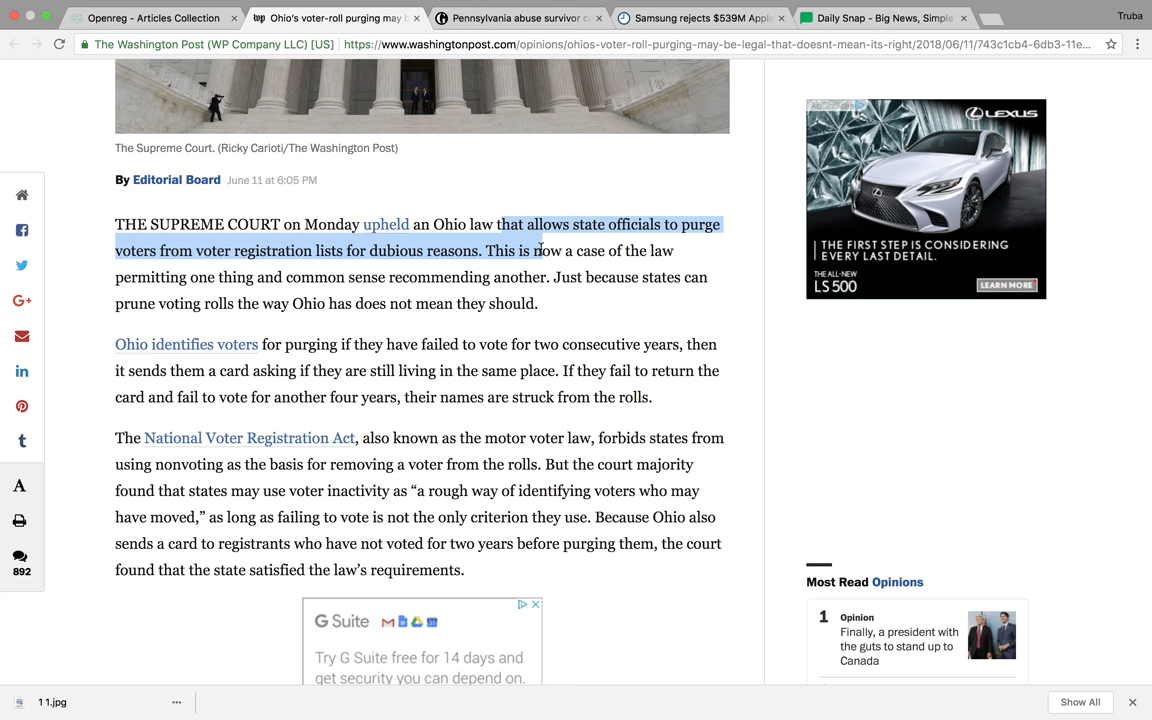 Openreg - Articles Collection
Ohio's voter-roll purging may b
Pennsylvania abuse survivor c
Samsung rejects $539M Apple
Daily Snap - Big News, Simple
Truba
The Washington Post (WP Company LLC) [US]
https://www.washingtonpost.com/opinions/ohios-voter-roll-purging-may-be-legal-that-doesnt-mean-its-right/2018/06/11/743c1cb4-6db3-11e...
The Supreme Court. (Ricky Carioti/The Washington Post)
By Editorial Board June 11 at 6:05 PM
THE SUPREME COURT on Monday upheld an Ohio law that allows state officials to purge
voters from voter registration lists for dubious reasons. This is now a case of the law
permitting one thing and common sense recommending another. Just because states can
prune voting rolls the way Ohio has does not mean they should.
Ohio identifies voters for purging if they have failed to vote for two consecutive years, then
it sends them a card asking if they are still living in the same place. If they fail to return the
card and fail to vote for another four years, their names are struck from the rolls.
The National Voter Registration Act, also known as the motor voter law, forbids states from
using nonvoting as the basis for removing a voter from the rolls. But the court majority
found that states may use voter inactivity as “a rough way of identifying voters who may
have moved,” as long as failing to vote is not the only criterion they use. Because Ohio also
sends a card to registrants who have not voted for two years before purging them, the court
found that the state satisfied the law’s requirements.
G Suite
Try G Suite free for 14 days and
get security you can depend on.
G+
in
t
A
892
AdChoices
LEXUS
THE FIRST STEP IS CONSIDERING
EVERY LAST DETAIL.
THE ALL-NEW
LS 500
LEARN MORE
Most Read Opinions
1 Opinion
Finally, a president with
the guts to stand up to
Canada
1 1.jpg
Show All